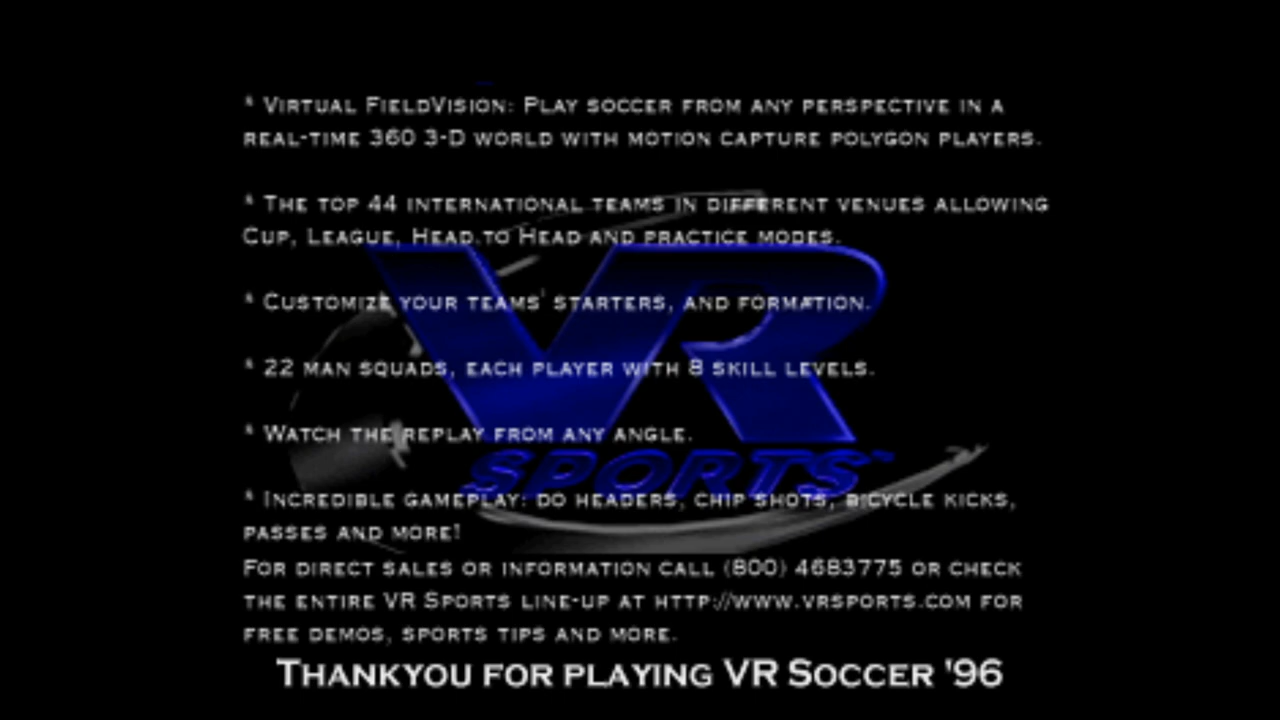 * Virtual FieldVision: Play soccer from any perspective in a
real-time 360 3-D world with motion capture polygon players.
* The top 44 international teams in different venues allowing
Cup, League, Head to Head and practice modes.
* Customize your teams' starters, and formation.
* 22 man squads, each player with 8 skill levels.
* Watch the replay from any angle.
* Incredible gameplay: do headers, chip shots, bicycle kicks,
passes and more!
For direct sales or information call (800) 4683775 or check
the entire VR Sports line-up at http://www.vrsports.com for
free demos, sports tips and more.
Thankyou for playing VR Soccer '96
VR
SPORTS™